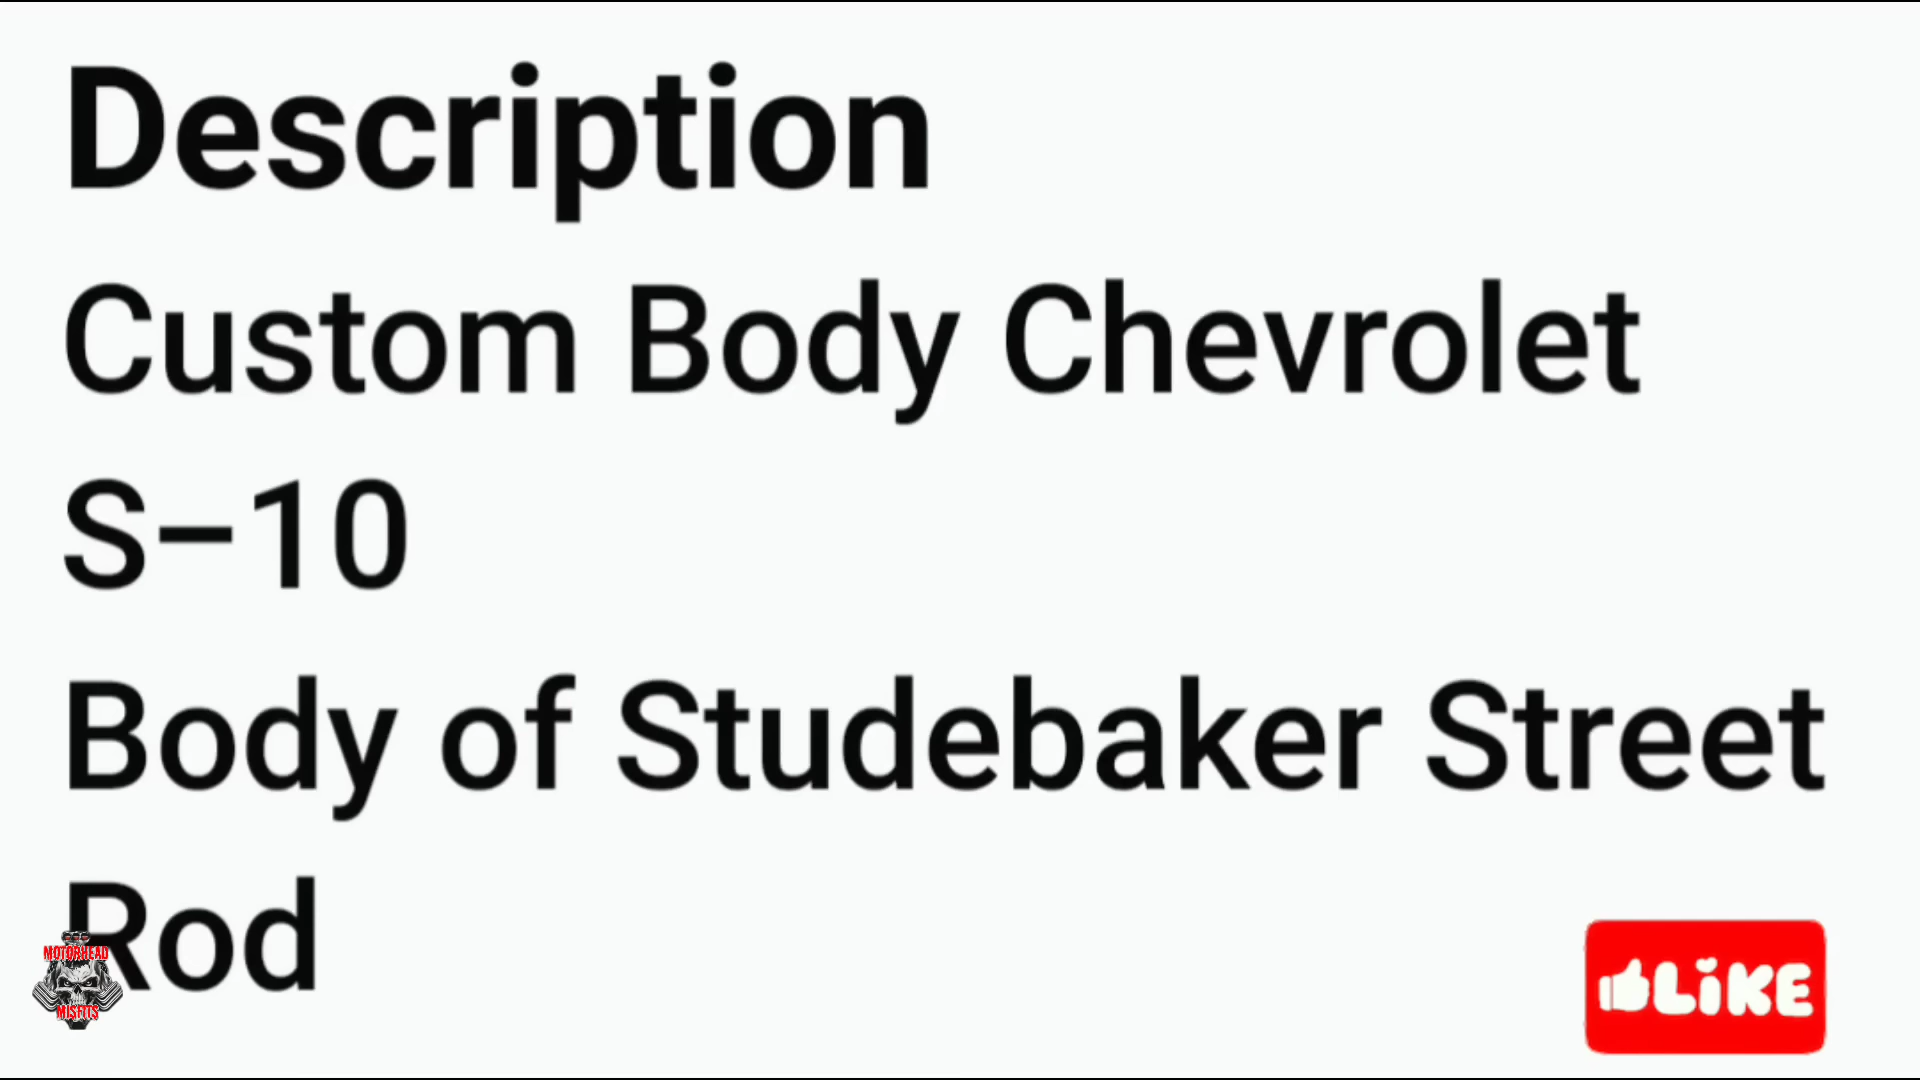 Description
Custom Body Chevrolet
S–10
Body of Studebaker Street
Rod
MOTORHEAD
MISFITS
LIKE